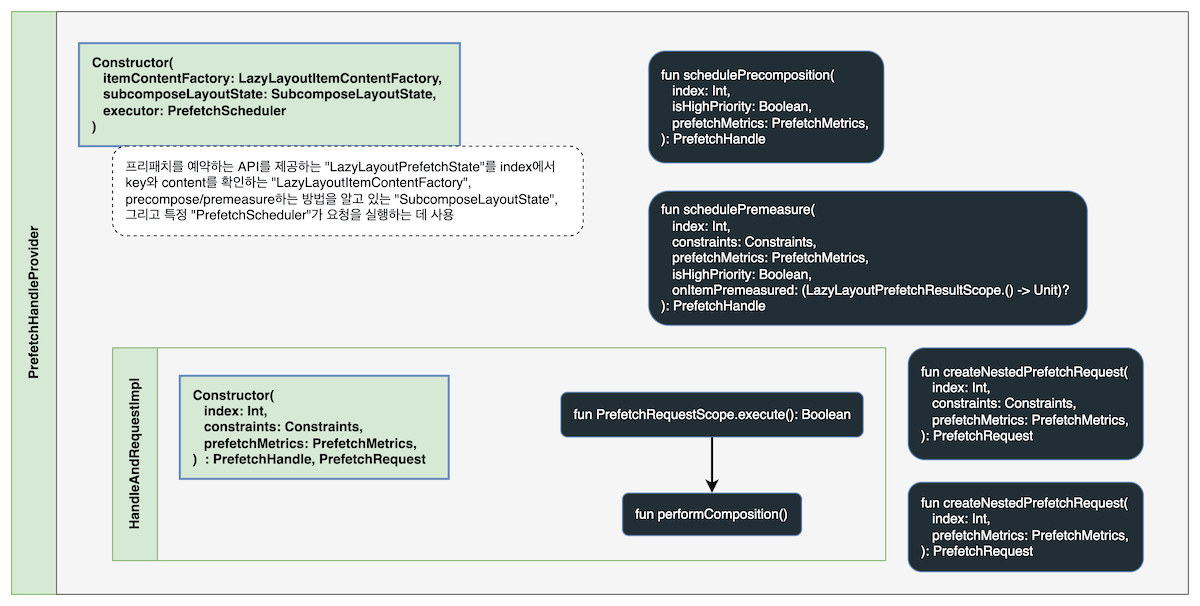 PrefetchHandleProvider
Constructor(
itemContentFactory: LazyLayoutItemContentFactory,
subcomposeLayoutState: SubcomposeLayoutState,
executor: PrefetchScheduler
)
프리패치를 예약하는 API를 제공하는 "LazyLayoutPrefetchState"를 index에서
key와 content를 확인하는 "LazyLayoutItemContentFactory",
precompose/premeasure하는 방법을 알고 있는 "SubcomposeLayoutState",
그리고 특정 "PrefetchScheduler"가 요청을 실행하는 데 사용
fun schedulePrecomposition(
index: Int,
isHighPriority: Boolean,
prefetchMetrics: PrefetchMetrics,
): PrefetchHandle
fun schedulePremeasure(
index: Int,
constraints: Constraints,
prefetchMetrics: PrefetchMetrics,
isHighPriority: Boolean,
onItemPremeasured: (LazyLayoutPrefetchResultScope.() -> Unit)?
): PrefetchHandle
HandleAndRequestImpl
Constructor(
index: Int,
constraints: Constraints,
prefetchMetrics: PrefetchMetrics,
) : PrefetchHandle, PrefetchRequest
fun PrefetchRequestScope.execute(): Boolean
fun performComposition()
fun createNestedPrefetchRequest(
index: Int,
constraints: Constraints,
prefetchMetrics: PrefetchMetrics,
): PrefetchRequest
fun createNestedPrefetchRequest(
index: Int,
prefetchMetrics: PrefetchMetrics,
): PrefetchRequest